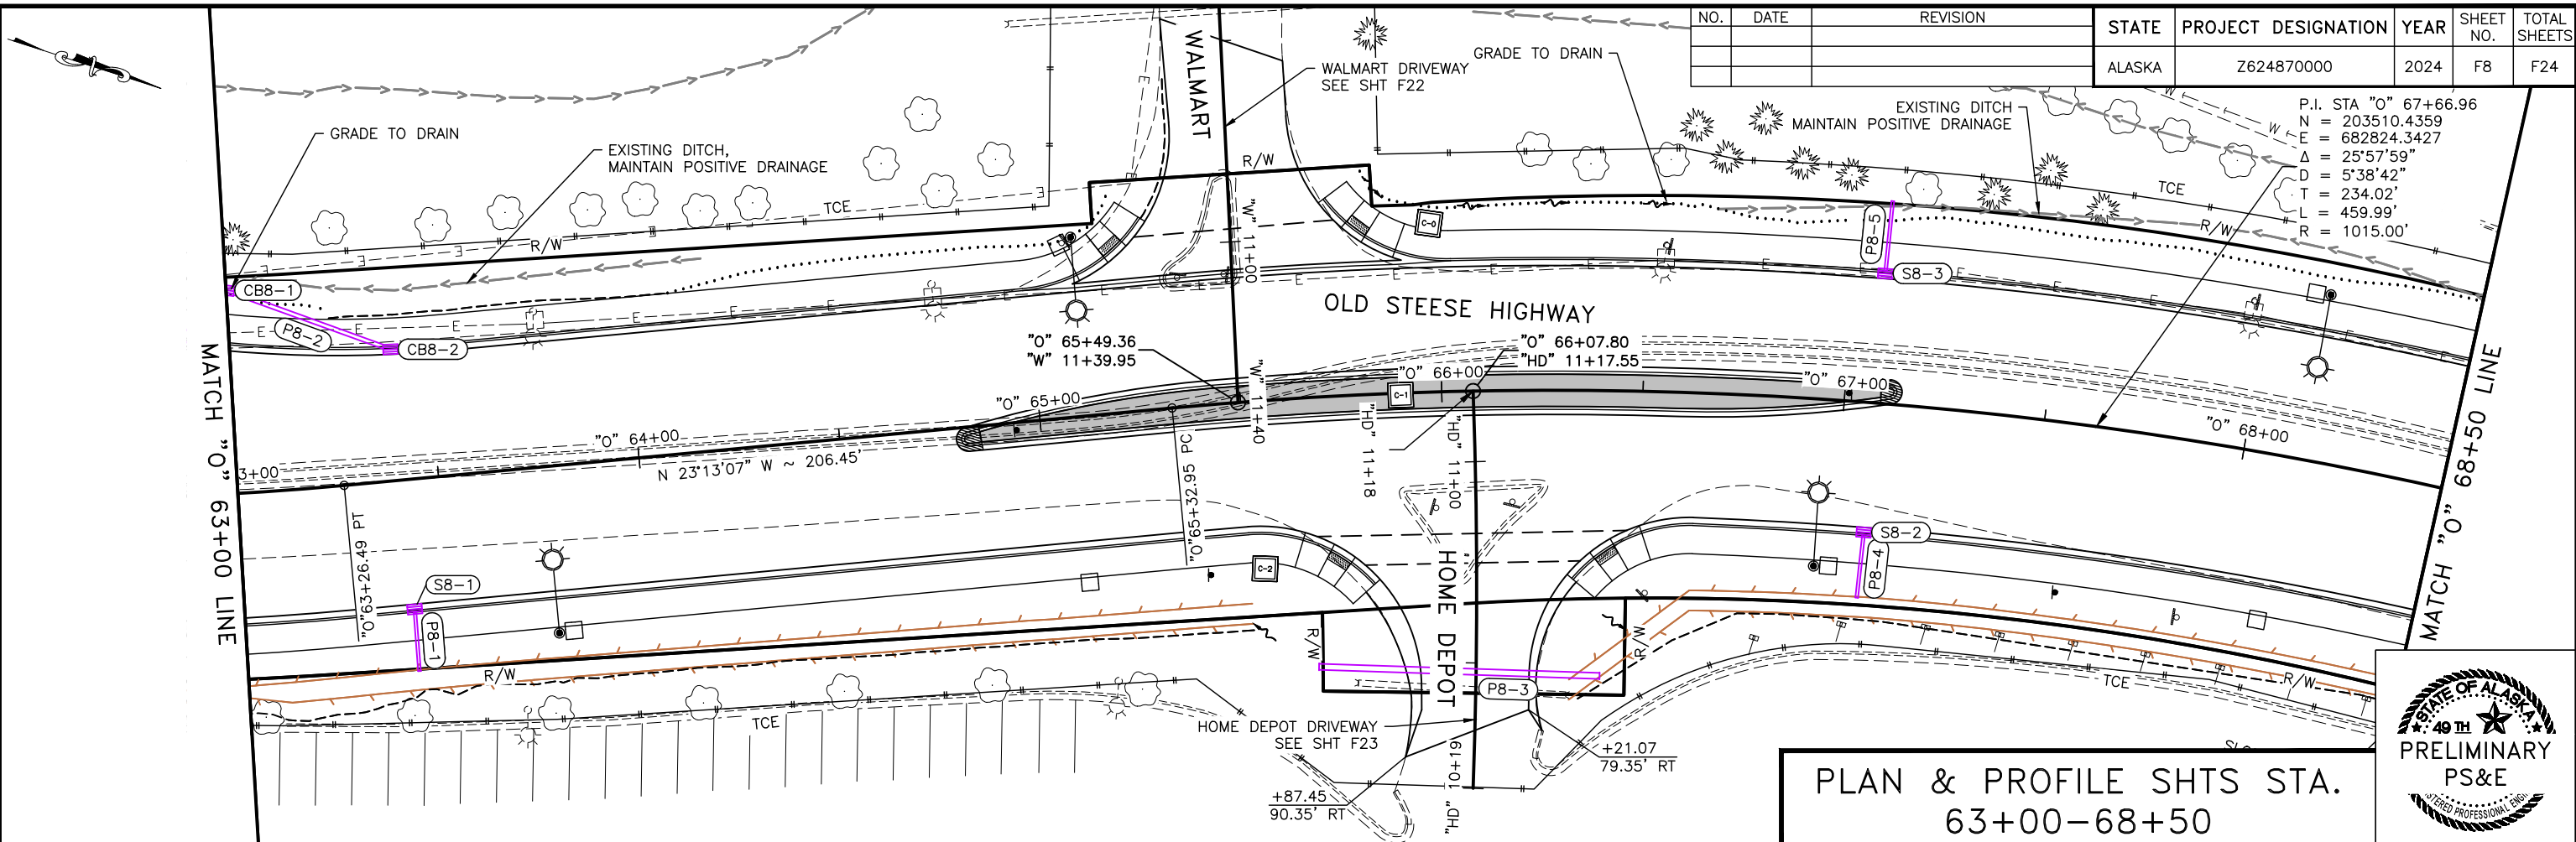 NO. DATE REVISION
STATE PROJECT DESIGNATION YEAR SHEET NO. TOTAL SHEETS
ALASKA Z624870000 2024 F8 F24
P.I. STA "O" 67+66.96
N = 203510.4359
E = 682824.3427
Δ = 25°57'59"
D = 5°38'42"
T = 234.02'
L = 459.99'
R = 1015.00'
WALMART
WALMART DRIVEWAY
SEE SHT F22
GRADE TO DRAIN
EXISTING DITCH
MAINTAIN POSITIVE DRAINAGE
GRADE TO DRAIN
EXISTING DITCH,
MAINTAIN POSITIVE DRAINAGE
TCE
R/W
R/W
TCE
R/W
"W" 11+00
C-0
P8-5
S8-3
CB8-1
P8-2
CB8-2
OLD STEESE HIGHWAY
"O" 65+49.36
"W" 11+39.95
"O" 66+07.80
"HD" 11+17.55
MATCH "O" 63+00 LINE
MATCH "O" 68+50 LINE
3+00
"O" 64+00
"O" 65+00
"O" 66+00
"O" 67+00
"O" 68+00
C-1
N 23°13'07" W ~ 206.45'
"W" 11+40
"HD" 11+18
"HD" 11+00
"O" 63+26.49 PT
"O" 65+32.95 PC
S8-1
P8-1
C-2
S8-2
P8-4
HOME DEPOT
R/W
R/W
R/W
R/W
P8-3
TCE
TCE
HOME DEPOT DRIVEWAY
SEE SHT F23
"HD" 10+19
+21.07
79.35' RT
+87.45
90.35' RT
PLAN & PROFILE SHTS STA.
63+00-68+50
STATE OF ALASKA
49 TH
PRELIMINARY
PS&E